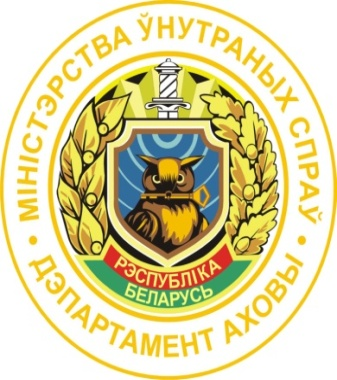 МІНІСТЭРСТВА ЎНУТРАНЫХ СПРАЎ
РЭСПУБЛІКА
БЕЛАРУСЬ
ДЭПАРТАМЕНТ АХОВЫ